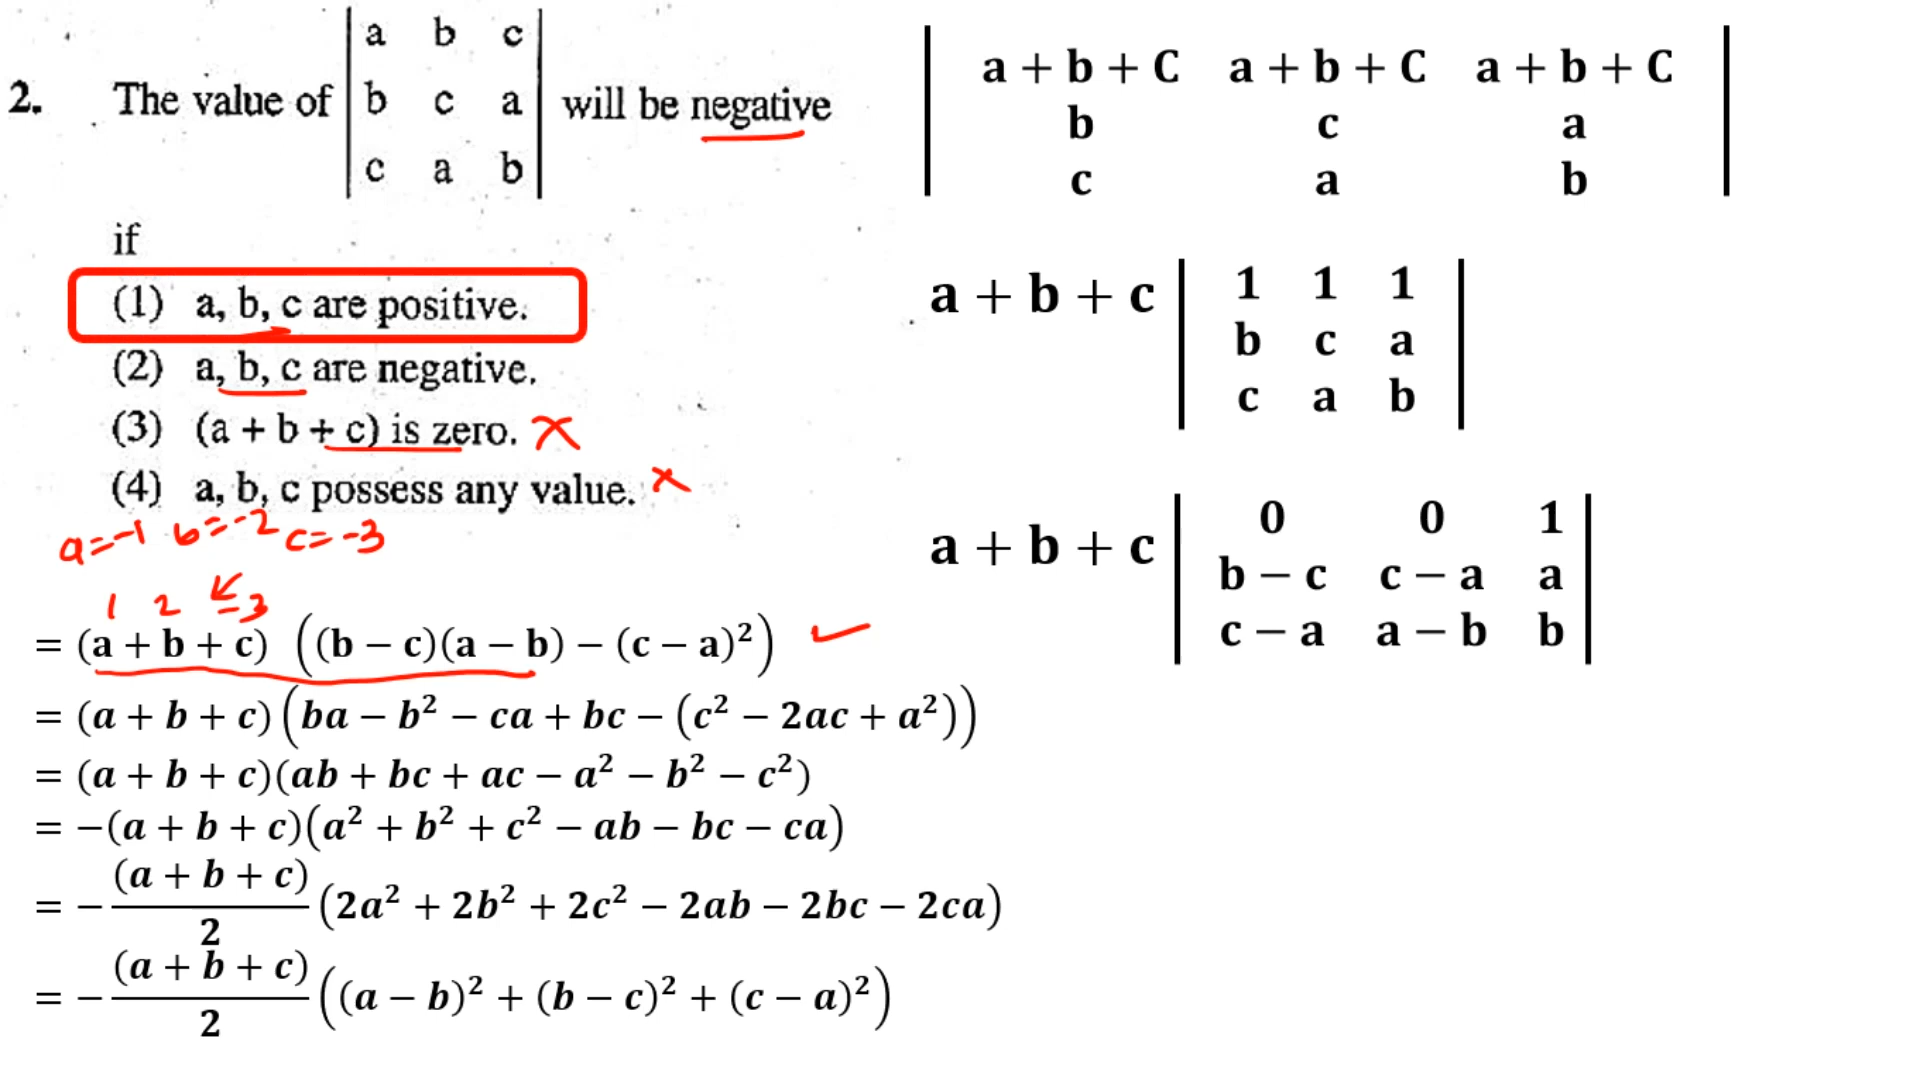 2. The value of | a b c |
| b c a | will be negative
| c a b |
if
(1) a, b, c are positive.
(2) a, b, c are negative.
(3) (a + b + c) is zero. ×
(4) a, b, c possess any value. ×
a=-1 b=-2 c=-3
1 2 -3
= (a + b + c) ((b − c)(a − b) − (c − a)²) ✓
= (a + b + c)(ba − b² − ca + bc − (c² − 2ac + a²))
= (a + b + c)(ab + bc + ac − a² − b² − c²)
= −(a + b + c)(a² + b² + c² − ab − bc − ca)
= −(a + b + c)/2 (2a² + 2b² + 2c² − 2ab − 2bc − 2ca)
= −(a + b + c)/2 ((a − b)² + (b − c)² + (c − a)²)
| a + b + C a + b + C a + b + C |
| b c a |
| c a b |
a + b + c | 1 1 1 |
| b c a |
| c a b |
a + b + c | 0 0 1 |
| b − c c − a a |
| c − a a − b b |